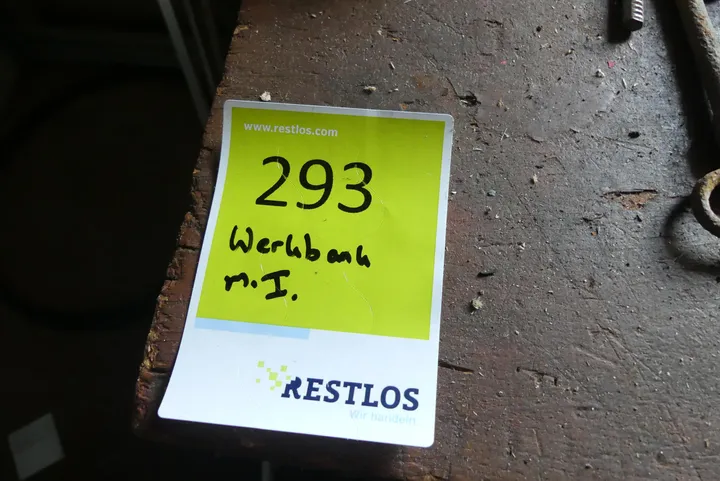 www.restlos.com
293
Werkbank
m. I.
RESTLOS
Wir handeln